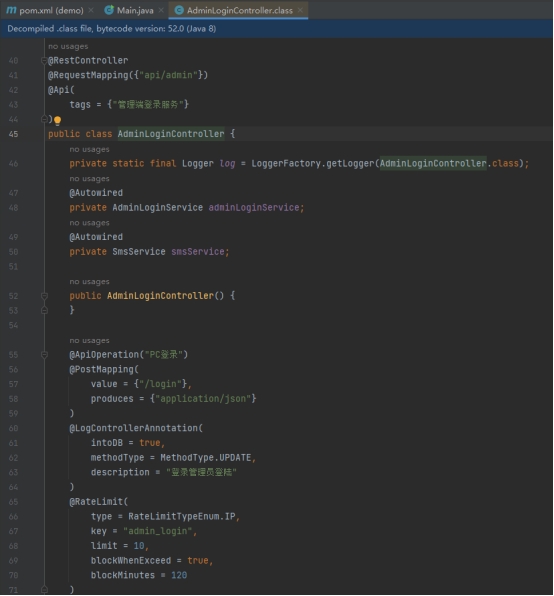 pom.xml (demo) × Main.java × AdminLoginController.class ×
Decompiled .class file, bytecode version: 52.0 (Java 8)
no usages
40 @RestController
41 @RequestMapping({"api/admin"})
42 @Api(
43 tags = {"管理端登录服务"}
44 )
45 public class AdminLoginController {
no usages
46 private static final Logger log = LoggerFactory.getLogger(AdminLoginController.class);
no usages
47 @Autowired
48 private AdminLoginService adminLoginService;
no usages
49 @Autowired
50 private SmsService smsService;
51
no usages
52 public AdminLoginController() {
53 }
54
no usages
55 @ApiOperation("PC登录")
56 @PostMapping(
57 value = {"/login"},
58 produces = {"application/json"}
59 )
60 @LogControllerAnnotation(
61 intoDB = true,
62 methodType = MethodType.UPDATE,
63 description = "登录管理员登陆"
64 )
65 @RateLimit(
66 type = RateLimitTypeEnum.IP,
67 key = "admin_login",
68 limit = 10,
69 blockWhenExceed = true,
70 blockMinutes = 120
71 )